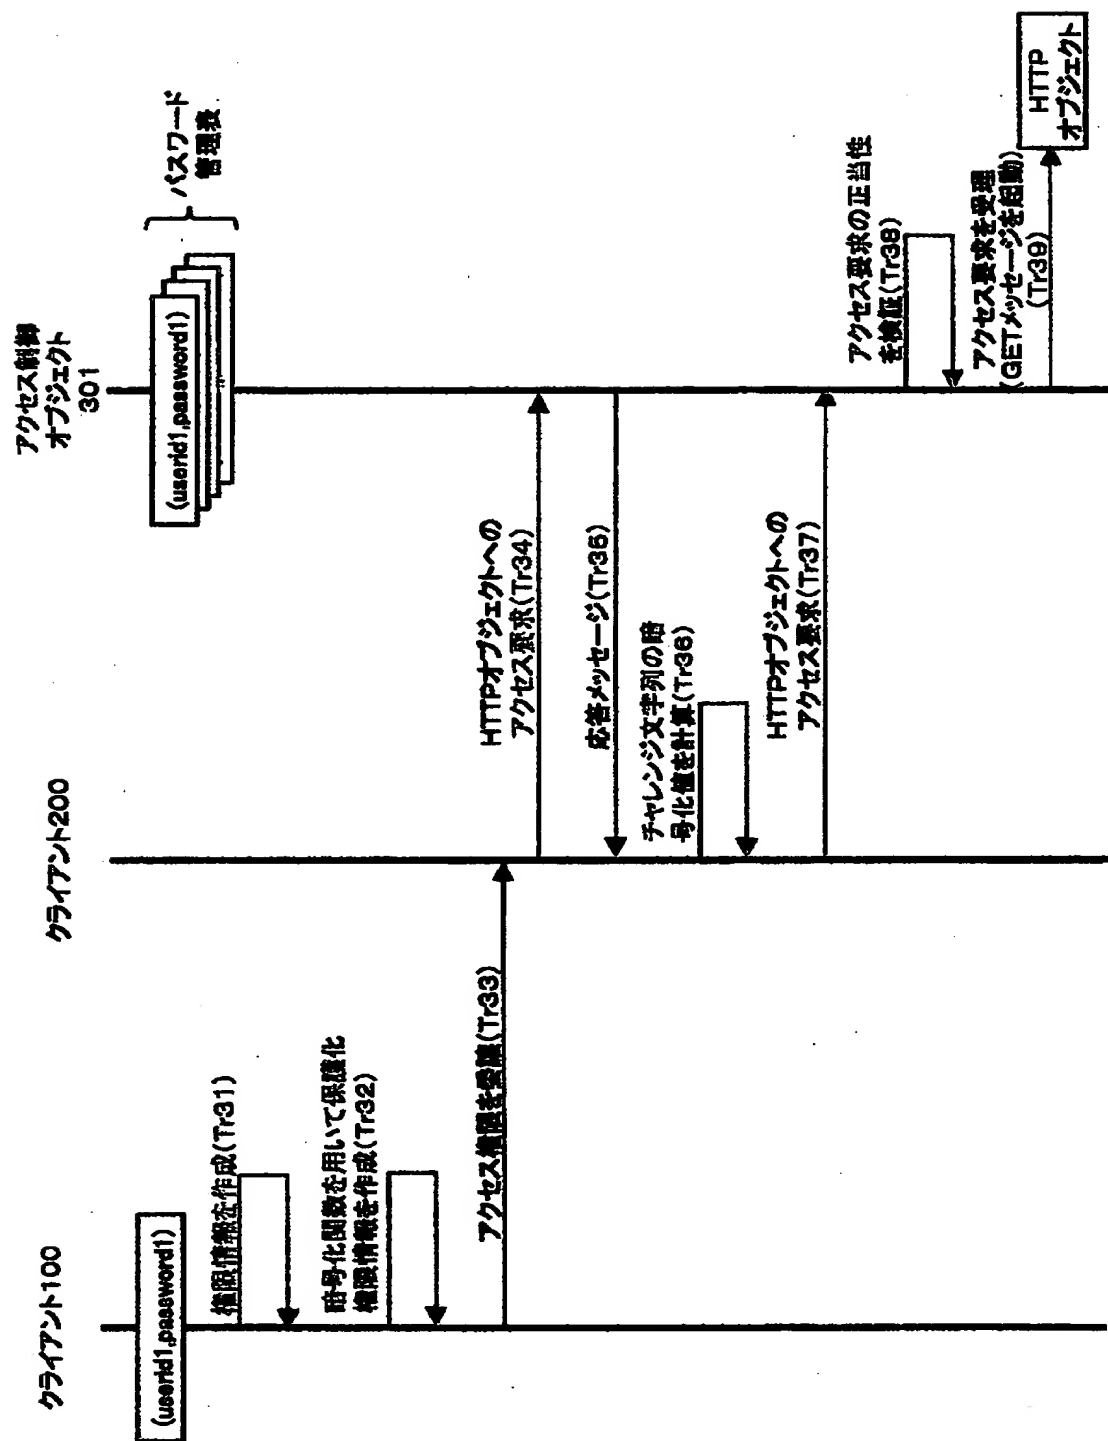 クライアント100
クライアント200
アクセス制御
オブジェクト
301
(userid1,password1)
(userid1,password1)
パスワード
管理表
権限情報を作成(Tr31)
暗号化関数を用いて保護化
権限情報を作成(Tr32)
アクセス権限を委譲(Tr33)
HTTPオブジェクトへの
アクセス要求(Tr34)
応答メッセージ(Tr35)
チャレンジ文字列の暗
号化値を計算(Tr36)
HTTPオブジェクトへの
アクセス要求(Tr37)
アクセス要求の正当性
を検証(Tr38)
アクセス要求を受理
(GETメッセージを起動)
(Tr39)
HTTP
オブジェクト